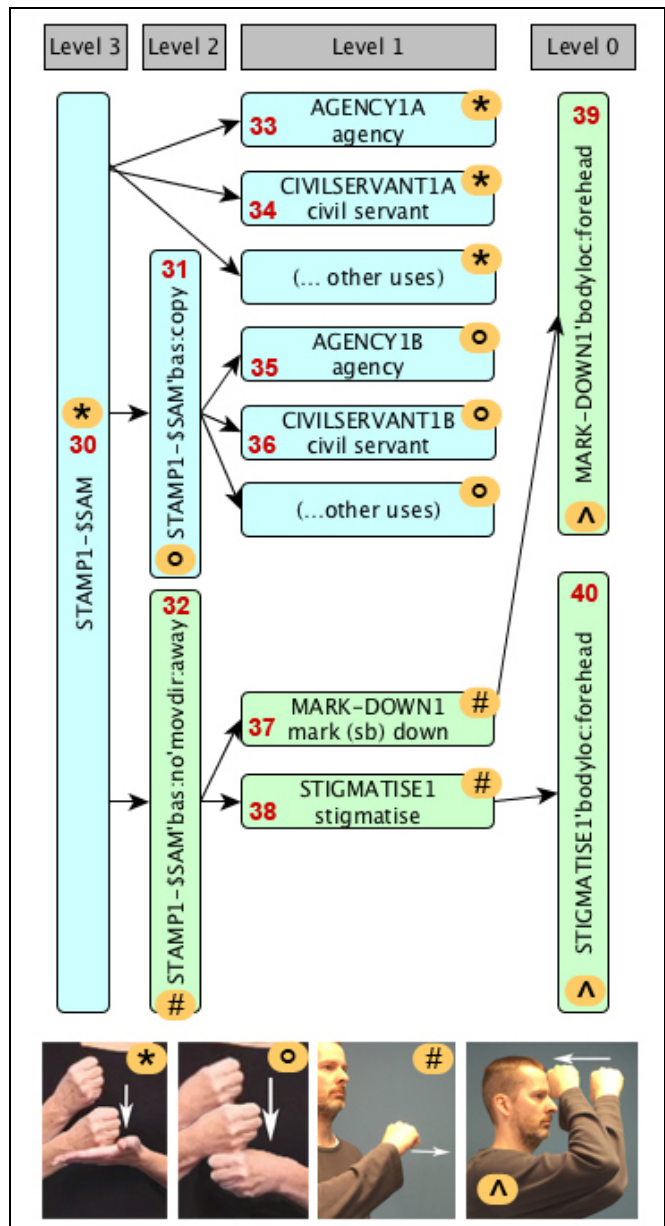 Level 3
Level 2
Level 1
Level 0
*
30
STAMP1-$SAM
31
STAMP1-$SAM'bas:copy
o
32
STAMP1-$SAM'bas:no'movdir:away
#
AGENCY1A
33
agency
*
CIVILSERVANT1A
34
civil servant
*
(... other uses)
*
AGENCY1B
35
agency
o
CIVILSERVANT1B
36
civil servant
o
(...other uses)
o
MARK-DOWN1
37
mark (sb) down
#
STIGMATISE1
38
stigmatise
#
39
MARK-DOWN1'bodyloc:forehead
^
40
STIGMATISE1'bodyloc:forehead
^
*
o
#
^